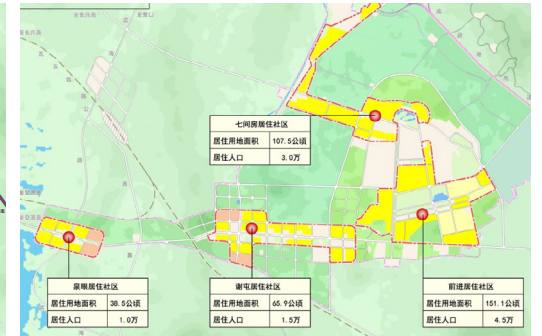 七间房居住社区
居住用地面积 107.5公顷
居住人口 3.0万
泉眼居住社区
居住用地面积 38.5公顷
居住人口 1.0万
谢屯居住社区
居住用地面积 65.9公顷
居住人口 1.5万
前进居住社区
居住用地面积 151.1公顷
居住人口 4.5万